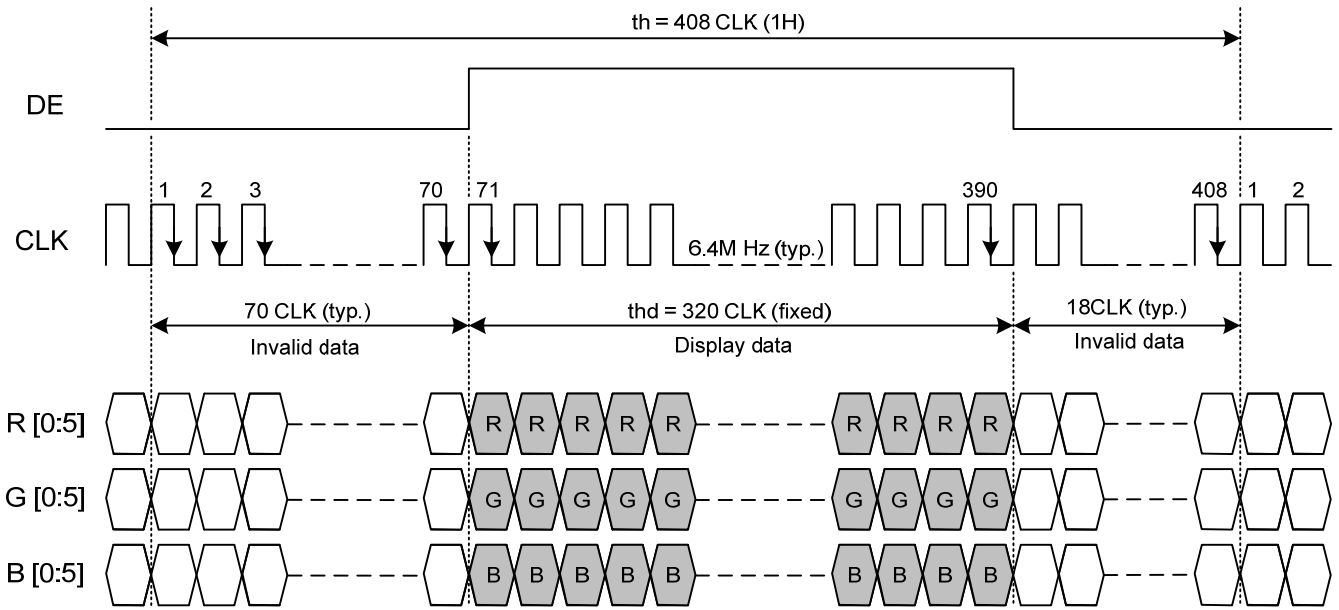 th = 408 CLK (1H)
DE
1 2 3 70 71 390 408 1 2
CLK
6.4M Hz (typ.)
70 CLK (typ.) thd = 320 CLK (fixed) 18CLK (typ.)
Invalid data Display data Invalid data
R [0:5] R R R R R R R R R
G [0:5] G G G G G G G G G
B [0:5] B B B B B B B B B